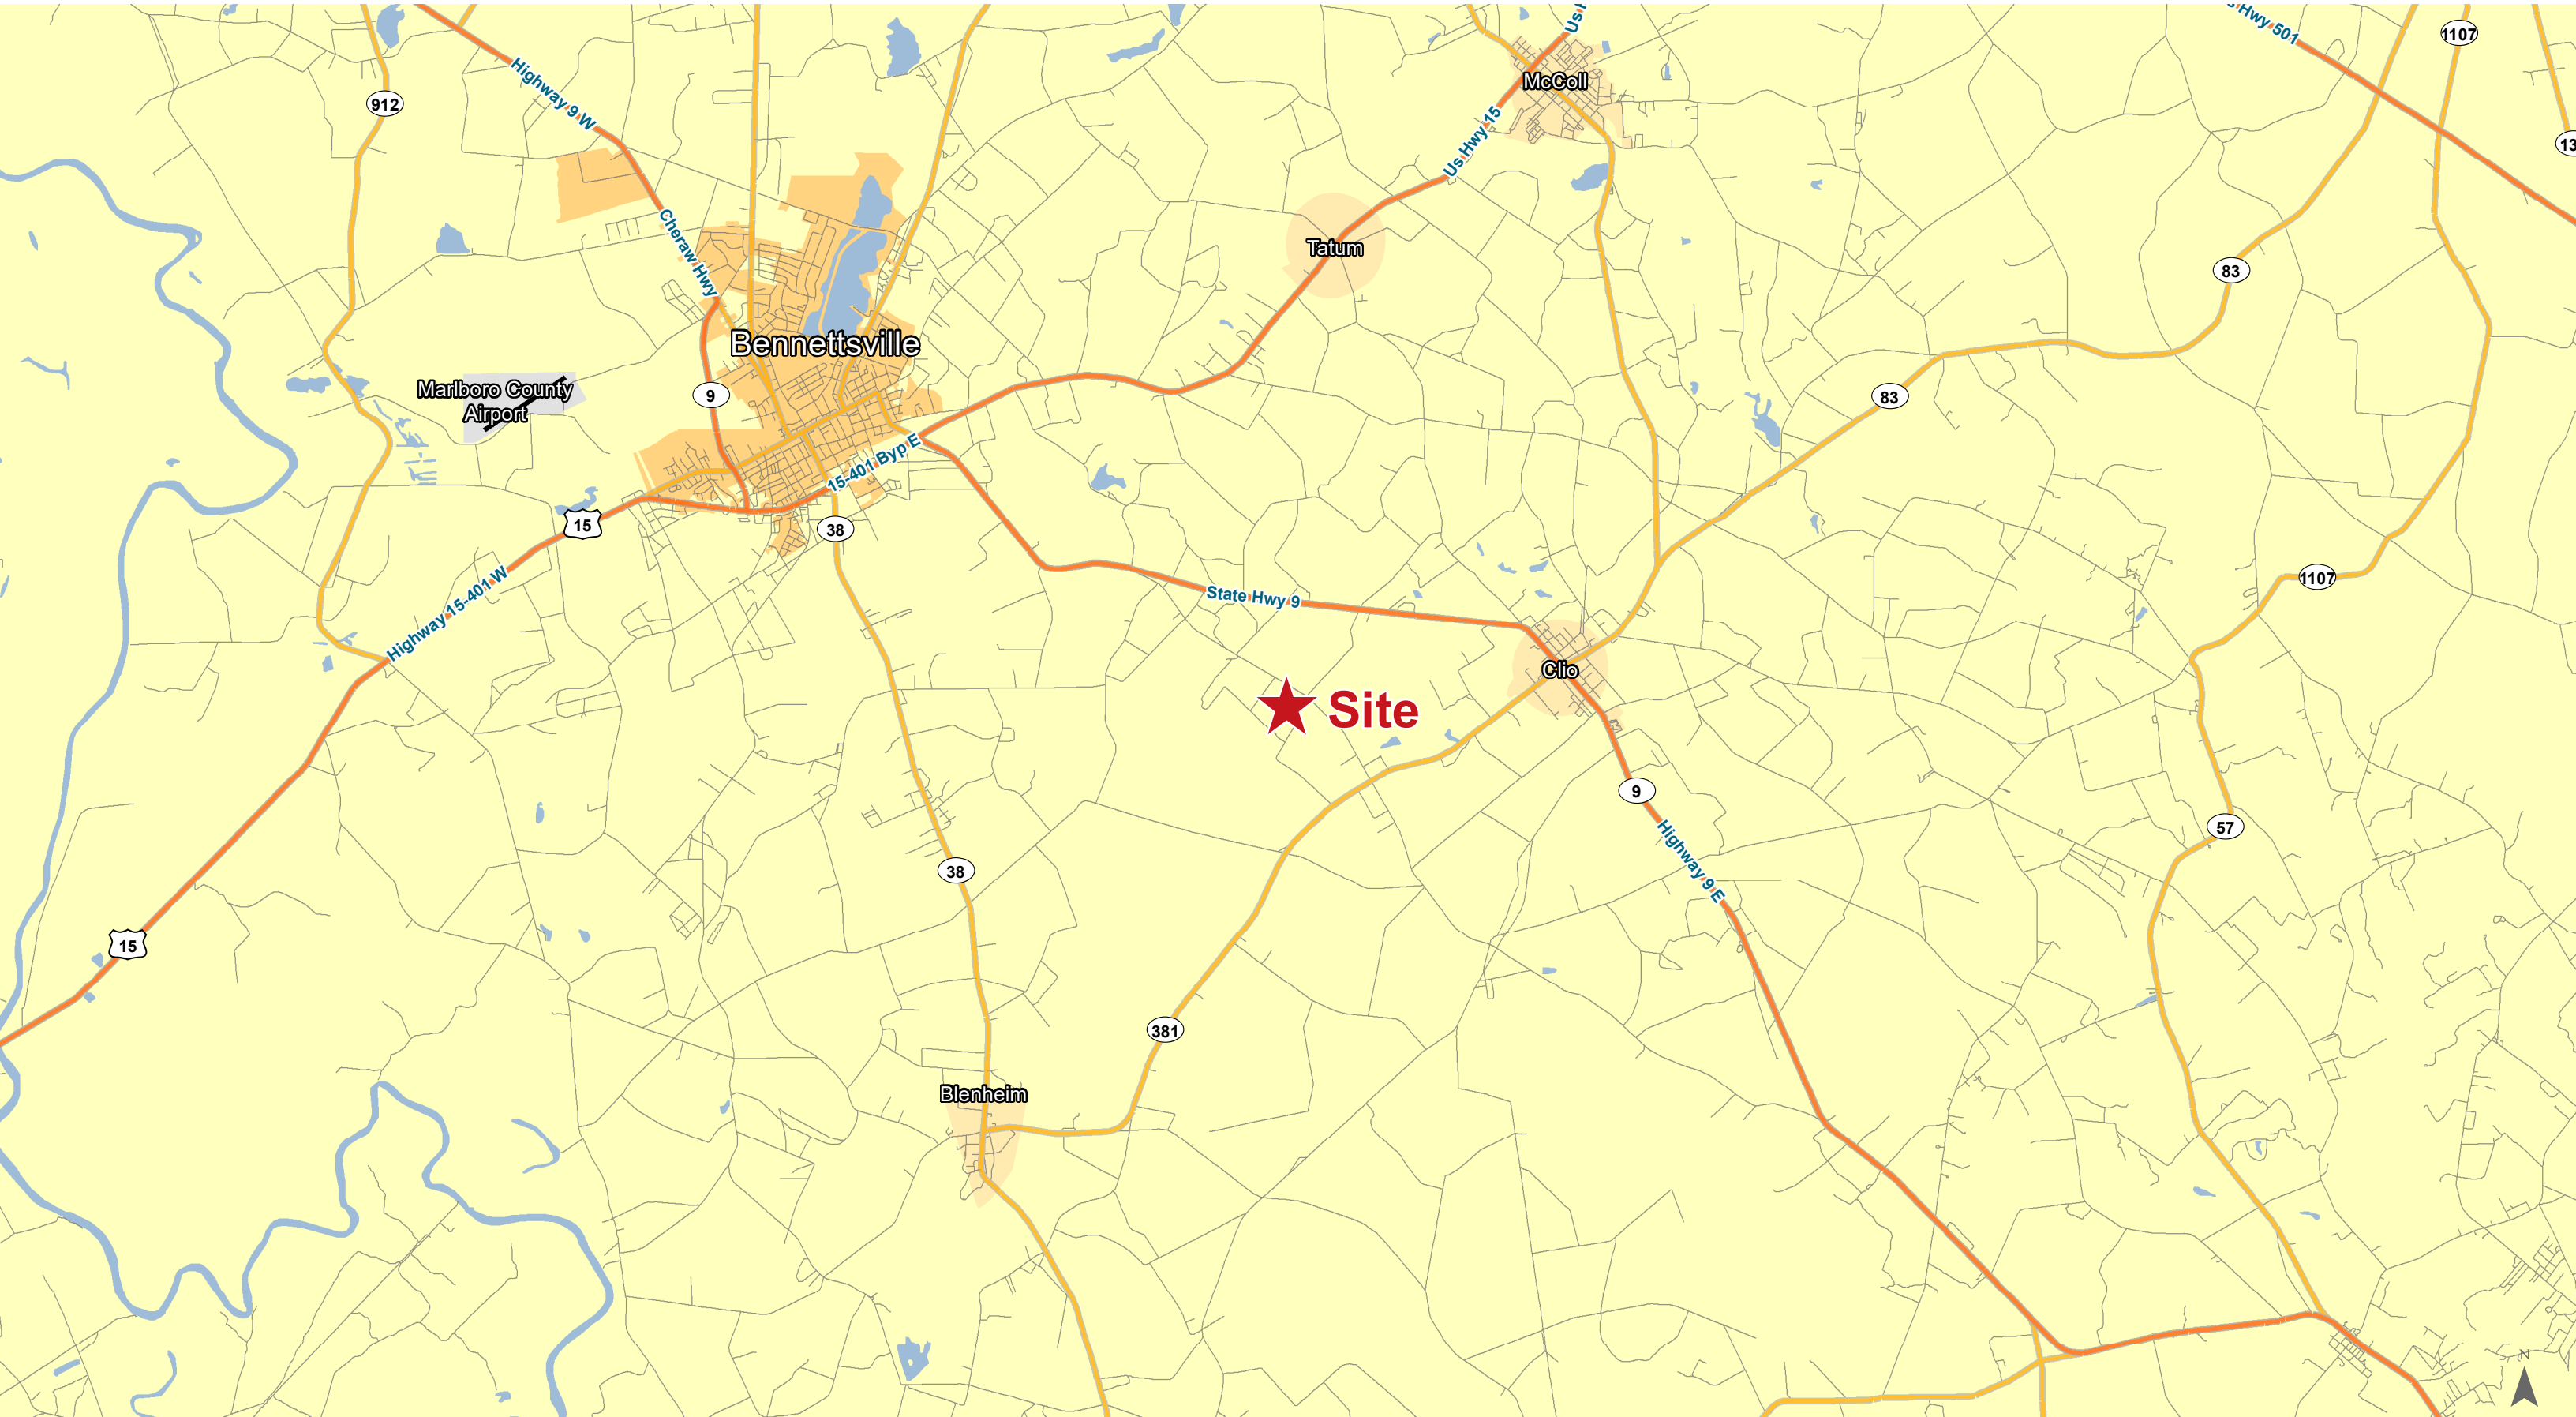 Us H
s Hwy 501
1107
McColl
Highway 9 W
912
Us Hwy 15
13
Cheraw Hwy
Tatum
83
Bennettsville
Marlboro County
Airport
9
83
15-401 Byp E
15
38
1107
State Hwy 9
Highway 15-401 W
Clio
Site
9
57
Highway 9 E
38
15
381
Blenheim
N